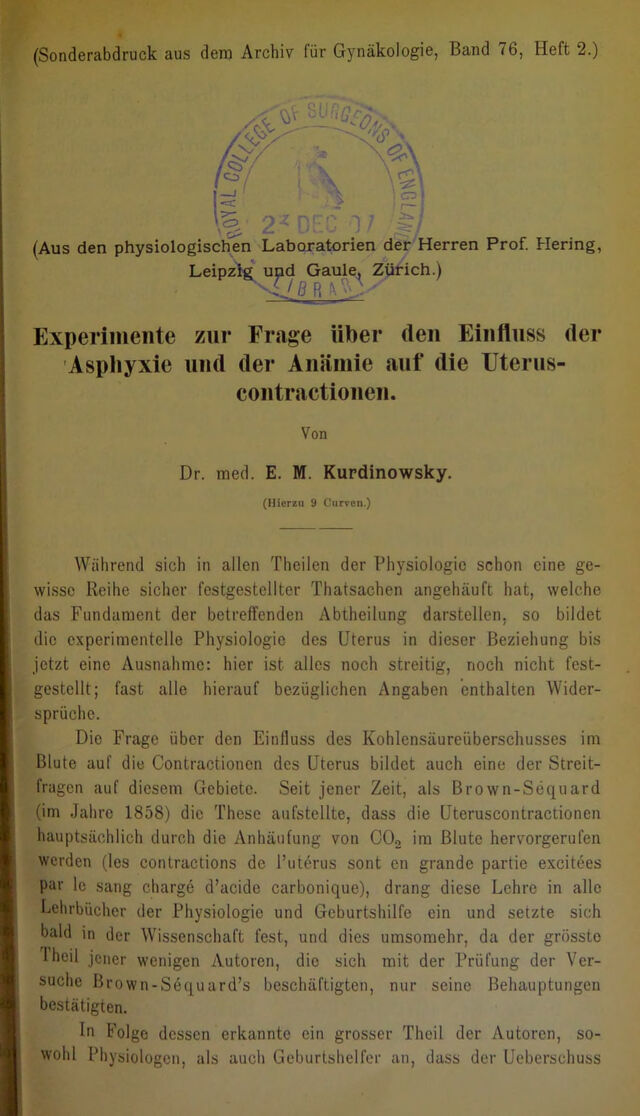 (Sonderabdruck aus dem Archiv für Gynäkologie, Band 76, Heft 2.)
ROYAL COLLEGE OF SURGEONS OF ENGLAND
DEC 07
LIBRARY
(Aus den physiologischen Laboratorien der Herren Prof. Hering,
Leipzig und Gaule, Zürich.)
Experimente zur Frage über den Einfluss der
Asphyxie und der Anämie auf die Uterus-
contractionen.
Von
Dr. med. E. M. Kurdinowsky.
(Hierzu 9 Curven.)
Während sich in allen Theilen der Physiologie schon eine ge-
wisse Reihe sicher festgestellter Thatsachen angehäuft hat, welche
das Fundament der betreffenden Abtheilung darstellen, so bildet
die experimentelle Physiologie des Uterus in dieser Beziehung bis
jetzt eine Ausnahme: hier ist alles noch streitig, noch nicht fest-
gestellt; fast alle hierauf bezüglichen Angaben enthalten Wider-
sprüche.
Die Frage über den Einfluss des Kohlensäureüberschusses im
Blute auf die Contractionen des Uterus bildet auch eine der Streit-
fragen auf diesem Gebiete. Seit jener Zeit, als Brown-Séquard
(im Jahre 1858) die These aufstellte, dass die Uteruscontractionen
hauptsächlich durch die Anhäufung von CO₂ im Blute hervorgerufen
werden (les contractions de l'utérus sont en grande partie excitées
par le sang chargé d'acide carbonique), drang diese Lehre in alle
Lehrbücher der Physiologie und Geburtshilfe ein und setzte sich
bald in der Wissenschaft fest, und dies umsomehr, da der grösste
Theil jener wenigen Autoren, die sich mit der Prüfung der Ver-
suche Brown-Séquard's beschäftigten, nur seine Behauptungen
bestätigten.
In Folge dessen erkannte ein grosser Theil der Autoren, so-
wohl Physiologen, als auch Geburtshelfer an, dass der Ueberschuss